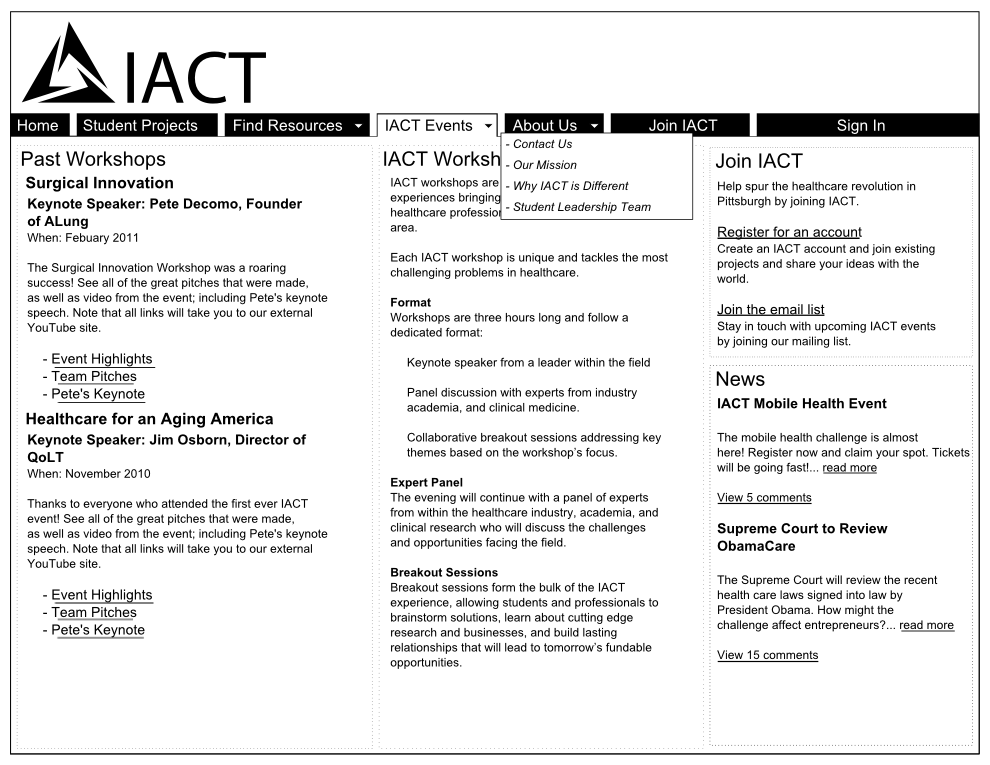 IACT
Home
Student Projects
Find Resources
IACT Events
About Us
Join IACT
Sign In
- Contact Us
- Our Mission
- Why IACT is Different
- Student Leadership Team
Past Workshops
Surgical Innovation
Keynote Speaker: Pete Decomo, Founder
of ALung
When: Febuary 2011
The Surgical Innovation Workshop was a roaring
success! See all of the great pitches that were made,
as well as video from the event; including Pete's keynote
speech. Note that all links will take you to our external
YouTube site.
- Event Highlights
- Team Pitches
- Pete's Keynote
Healthcare for an Aging America
Keynote Speaker: Jim Osborn, Director of
QoLT
When: November 2010
Thanks to everyone who attended the first ever IACT
event! See all of the great pitches that were made,
as well as video from the event; including Pete's keynote
speech. Note that all links will take you to our external
YouTube site.
- Event Highlights
- Team Pitches
- Pete's Keynote
IACT Worksh
IACT workshops are
experiences bringing
healthcare profession
area.
Each IACT workshop is unique and tackles the most
challenging problems in healthcare.
Format
Workshops are three hours long and follow a
dedicated format:
Keynote speaker from a leader within the field
Panel discussion with experts from industry
academia, and clinical medicine.
Collaborative breakout sessions addressing key
themes based on the workshop's focus.
Expert Panel
The evening will continue with a panel of experts
from within the healthcare industry, academia, and
clinical research who will discuss the challenges
and opportunities facing the field.
Breakout Sessions
Breakout sessions form the bulk of the IACT
experience, allowing students and professionals to
brainstorm solutions, learn about cutting edge
research and businesses, and build lasting
relationships that will lead to tomorrow's fundable
opportunities.
Join IACT
Help spur the healthcare revolution in
Pittsburgh by joining IACT.
Register for an account
Create an IACT account and join existing
projects and share your ideas with the
world.
Join the email list
Stay in touch with upcoming IACT events
by joining our mailing list.
News
IACT Mobile Health Event
The mobile health challenge is almost
here! Register now and claim your spot. Tickets
will be going fast!... read more
View 5 comments
Supreme Court to Review
ObamaCare
The Supreme Court will review the recent
health care laws signed into law by
President Obama. How might the
challenge affect entrepreneurs?... read more
View 15 comments